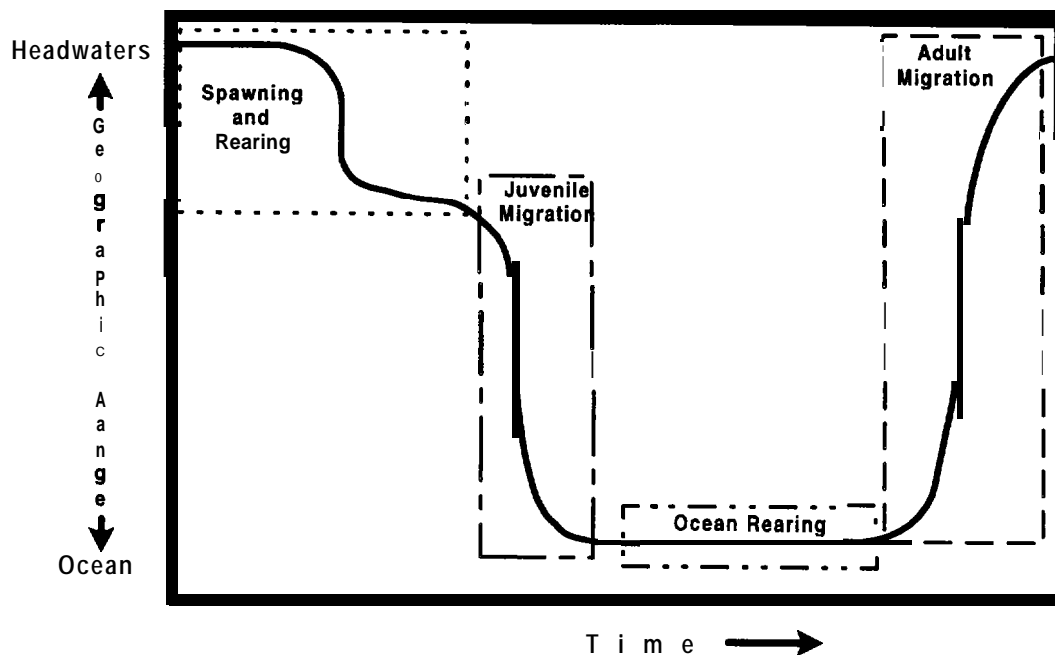 Headwaters
Adult
Migration
Spawning
and
Rearing
Juvenile
Migration
GeograPhic Aange
Ocean Rearing
Ocean
Time